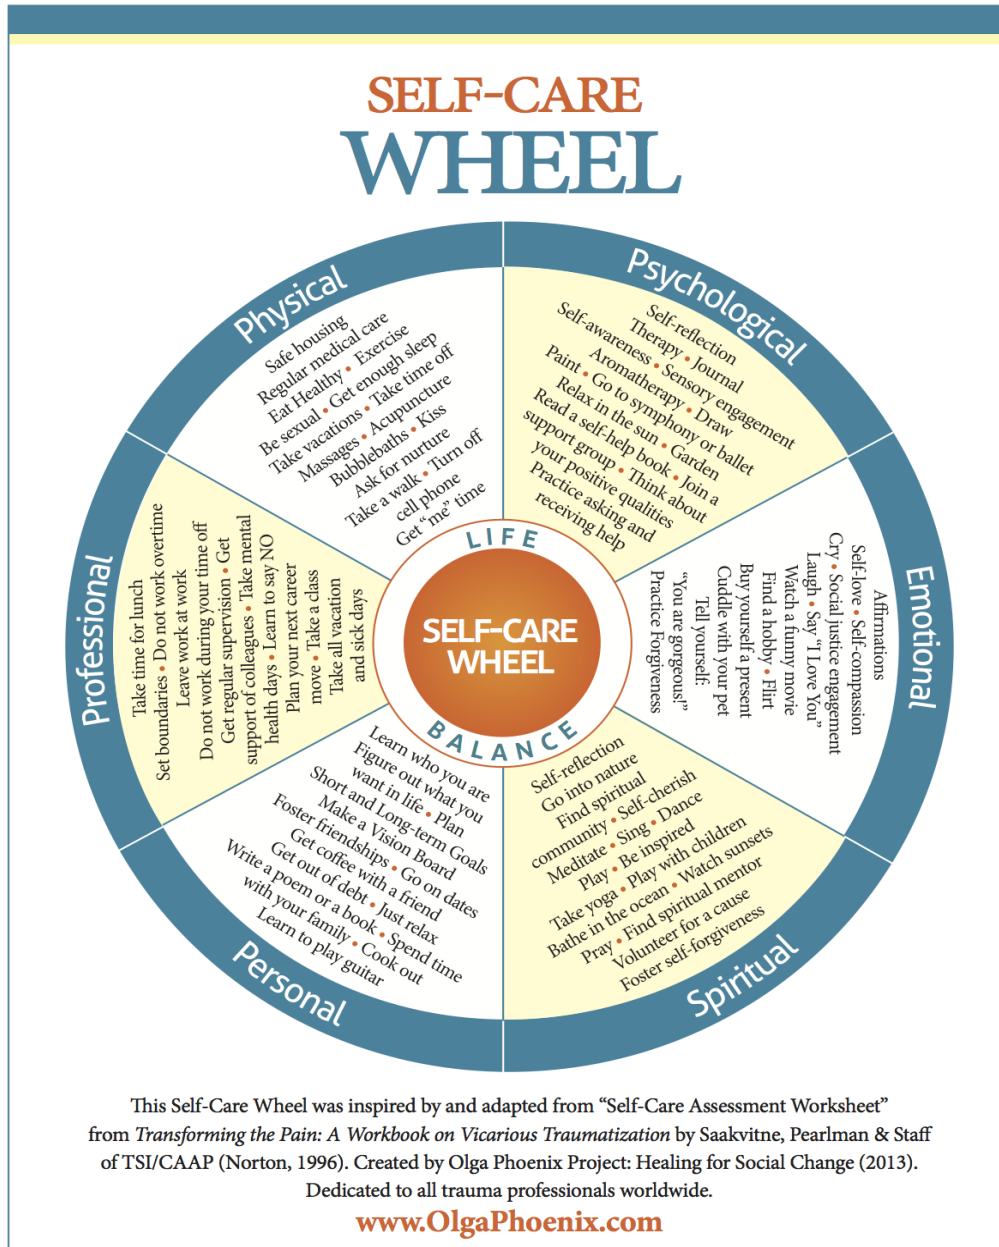 SELF-CARE
WHEEL
Physical
Safe housing
Regular medical care
Eat Healthy • Exercise
Be sexual • Get enough sleep
Take vacations • Take time off
Massages • Acupuncture
Bubblebaths • Kiss
Ask for nurture
Take a walk • Turn off
cell phone
Get "me" time
Psychological
Self-reflection
Therapy • Journal
Self-awareness • Sensory engagement
Aromatherapy • Draw
Paint • Go to symphony or ballet
Relax in the sun • Garden
Read a self-help book • Join a
support group • Think about
your positive qualities
Practice asking and
receiving help
Emotional
Affirmations
Self-love • Self-compassion
Cry • Social justice engagement
Laugh • Say "I Love You"
Watch a funny movie
Find a hobby • Flirt
Buy yourself a present
Cuddle with your pet
Tell yourself:
"You are gorgeous!"
Practice Forgiveness
Spiritual
Self-reflection
Go into nature
Find spiritual
community • Self-cherish
Meditate • Sing • Dance
Play • Be inspired
Take yoga • Play with children
Bathe in the ocean • Watch sunsets
Pray • Find spiritual mentor
Volunteer for a cause
Foster self-forgiveness
Personal
Learn who you are
Figure out what you
want in life • Plan
Short and Long-term Goals
Make a Vision Board
Foster friendships • Go on dates
Get coffee with a friend
Get out of debt • Just relax
Write a poem or a book • Spend time
with your family • Cook out
Learn to play guitar
Professional
Take time for lunch
Set boundaries • Do not work overtime
Leave work at work
Do not work during your time off
Get regular supervision • Get
support of colleagues • Take mental
health days • Learn to say NO
Plan your next career
move • Take a class
Take all vacation
and sick days
LIFE
SELF-CARE
WHEEL
BALANCE
This Self-Care Wheel was inspired by and adapted from "Self-Care Assessment Worksheet"
from Transforming the Pain: A Workbook on Vicarious Traumatization by Saakvitne, Pearlman & Staff
of TSI/CAAP (Norton, 1996). Created by Olga Phoenix Project: Healing for Social Change (2013).
Dedicated to all trauma professionals worldwide.
www.OlgaPhoenix.com